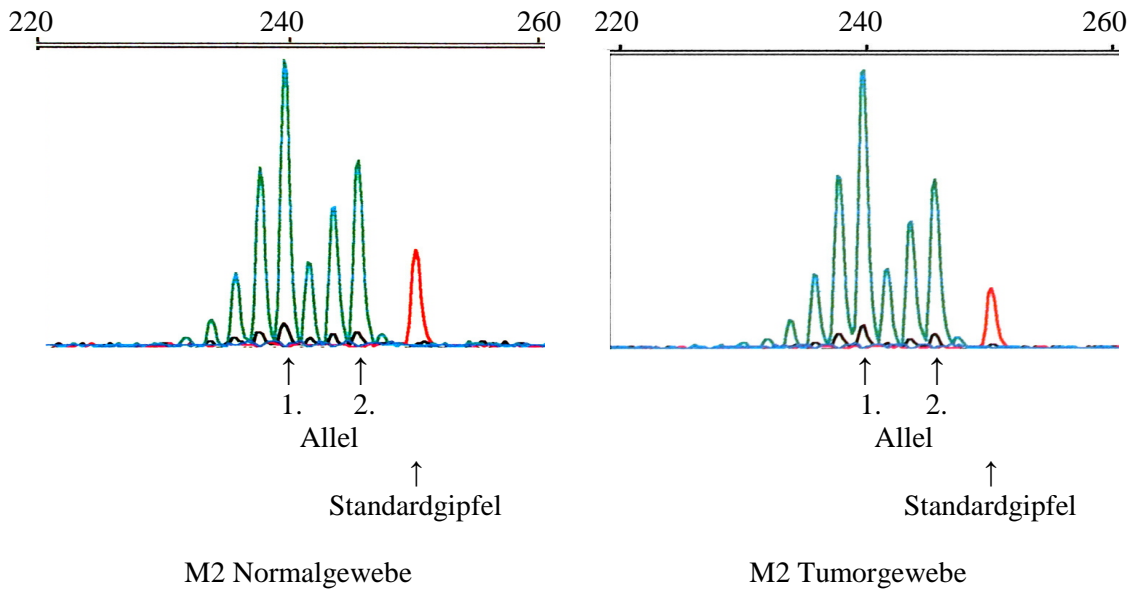 220 240 260 220 240 260
↑ ↑ ↑ ↑
1. 2. 1. 2.
Allel Allel
↑ ↑
Standardgipfel Standardgipfel
M2 Normalgewebe M2 Tumorgewebe